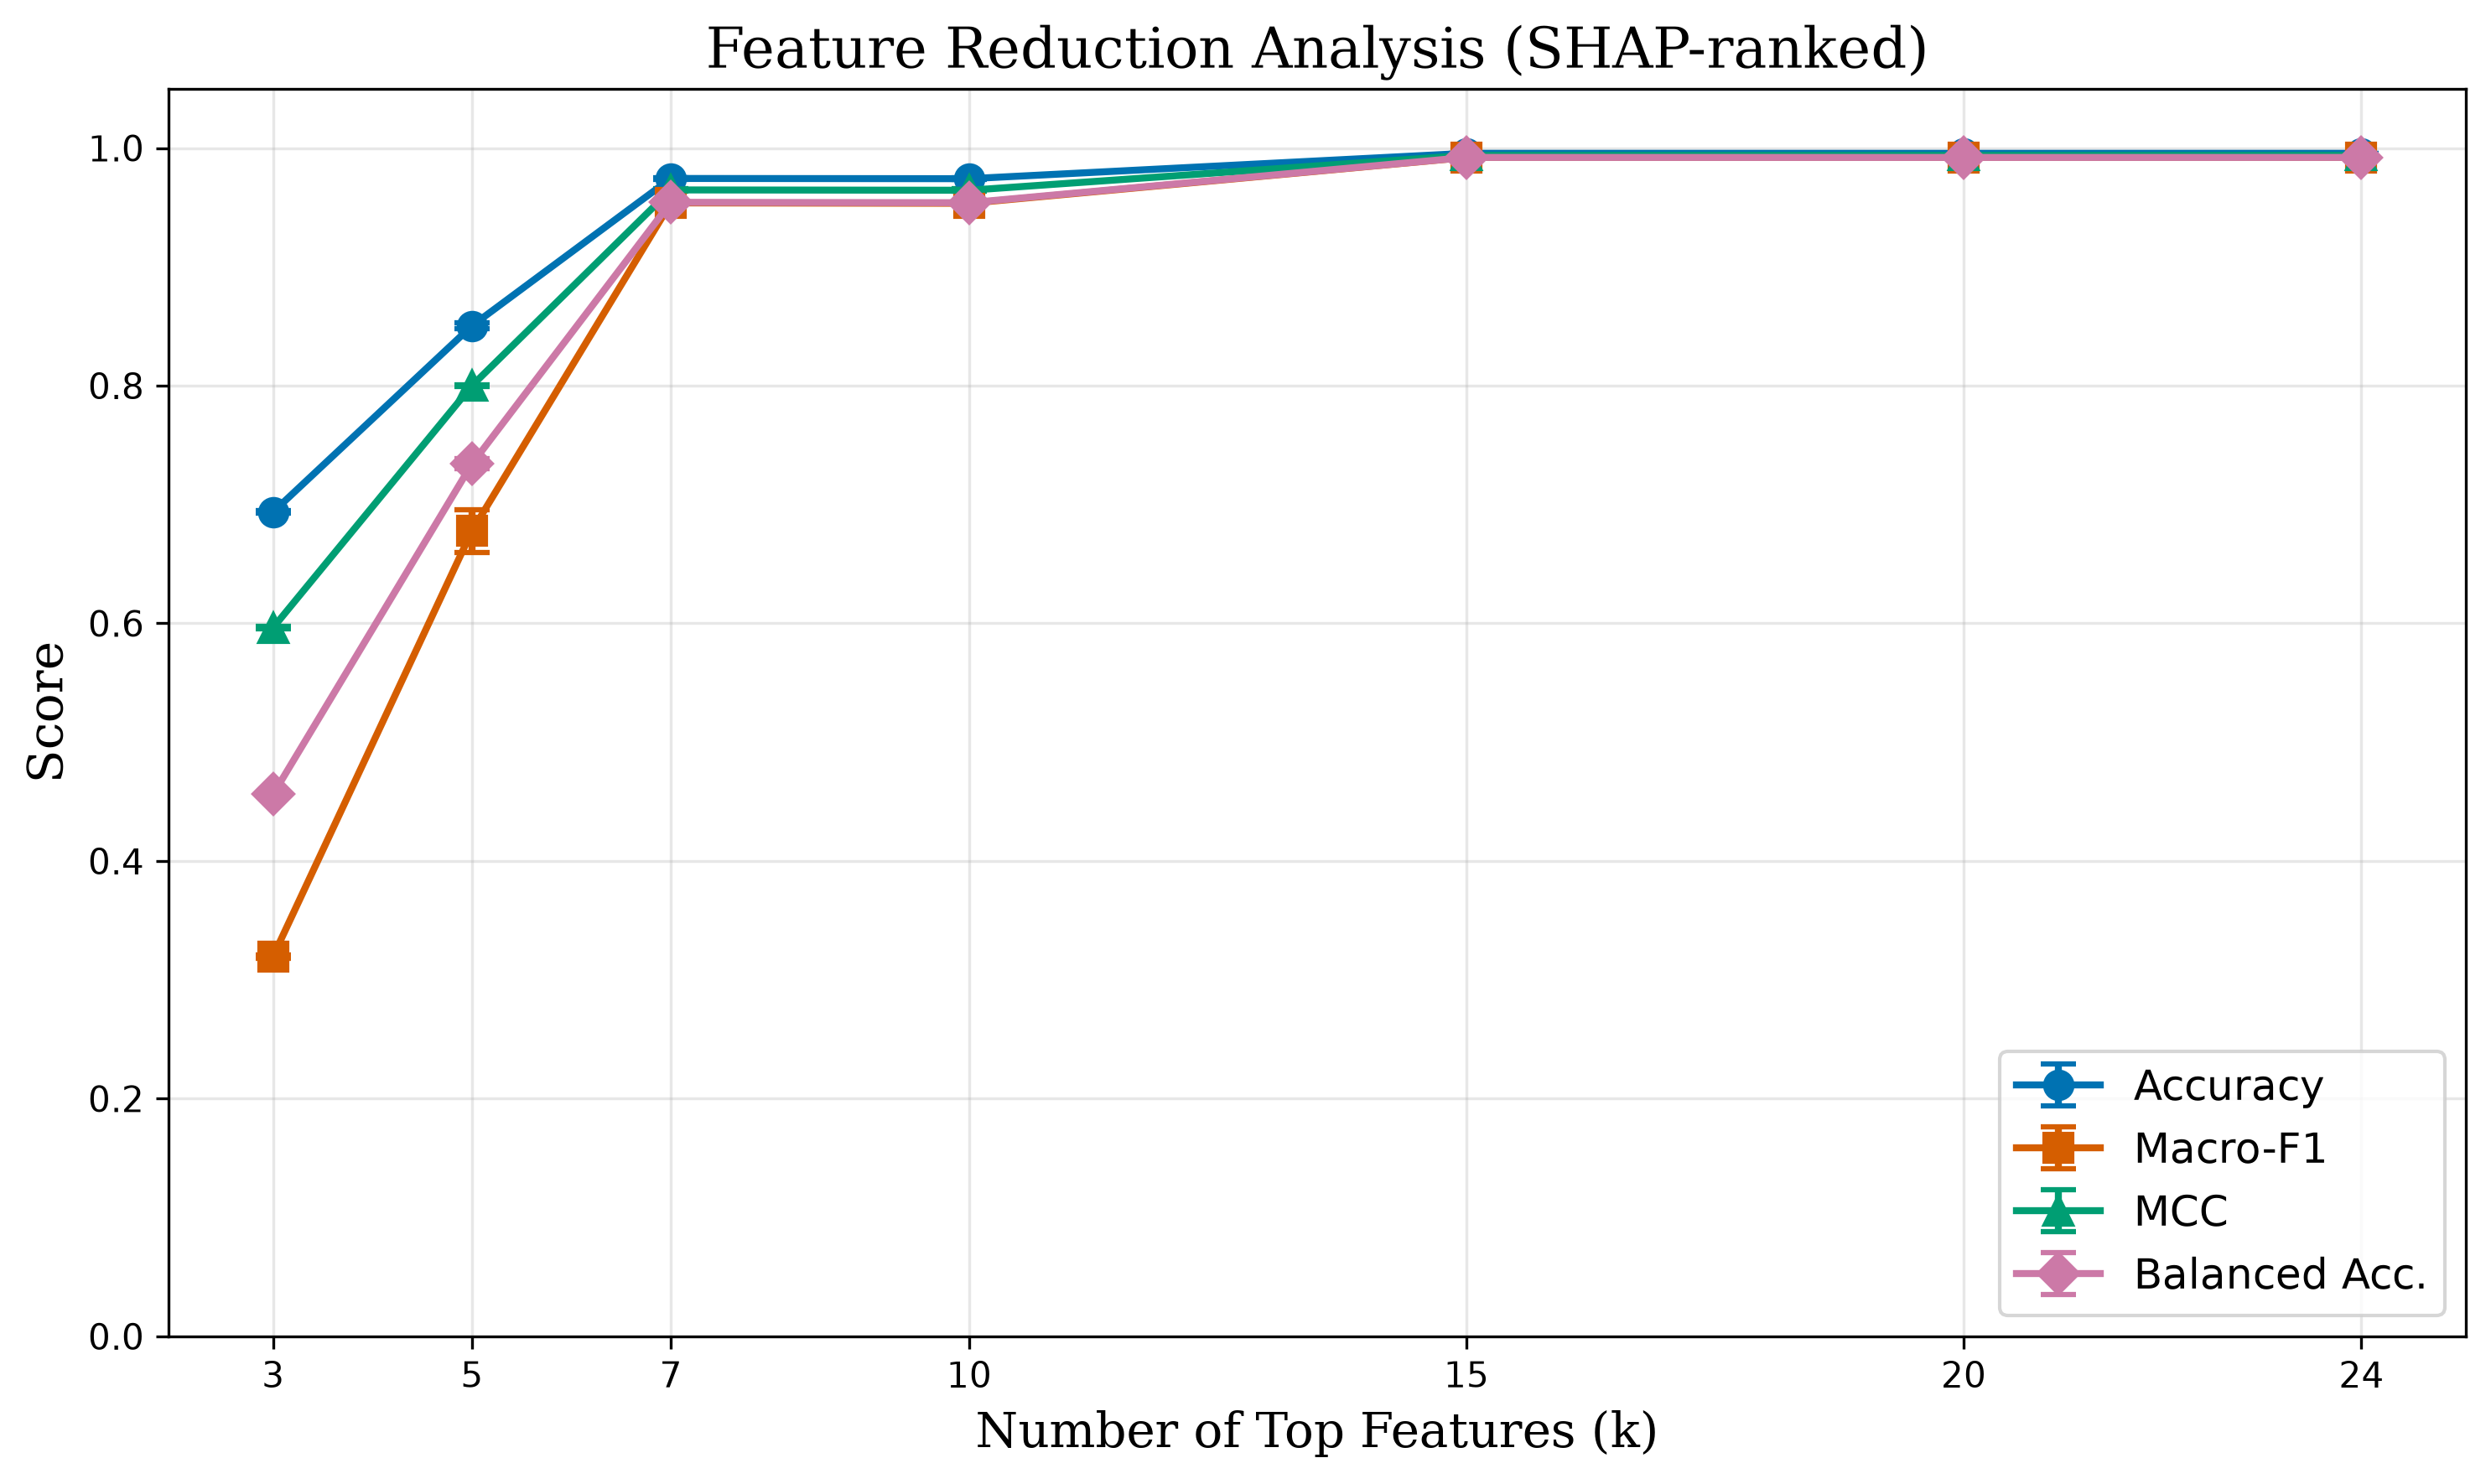 Feature Reduction Analysis (SHAP-ranked)
1.0
0.8
0.6
0.4
0.2
0.0
Score
3 5 7 10 15 20 24
Number of Top Features (k)
Accuracy
Macro-F1
MCC
Balanced Acc.